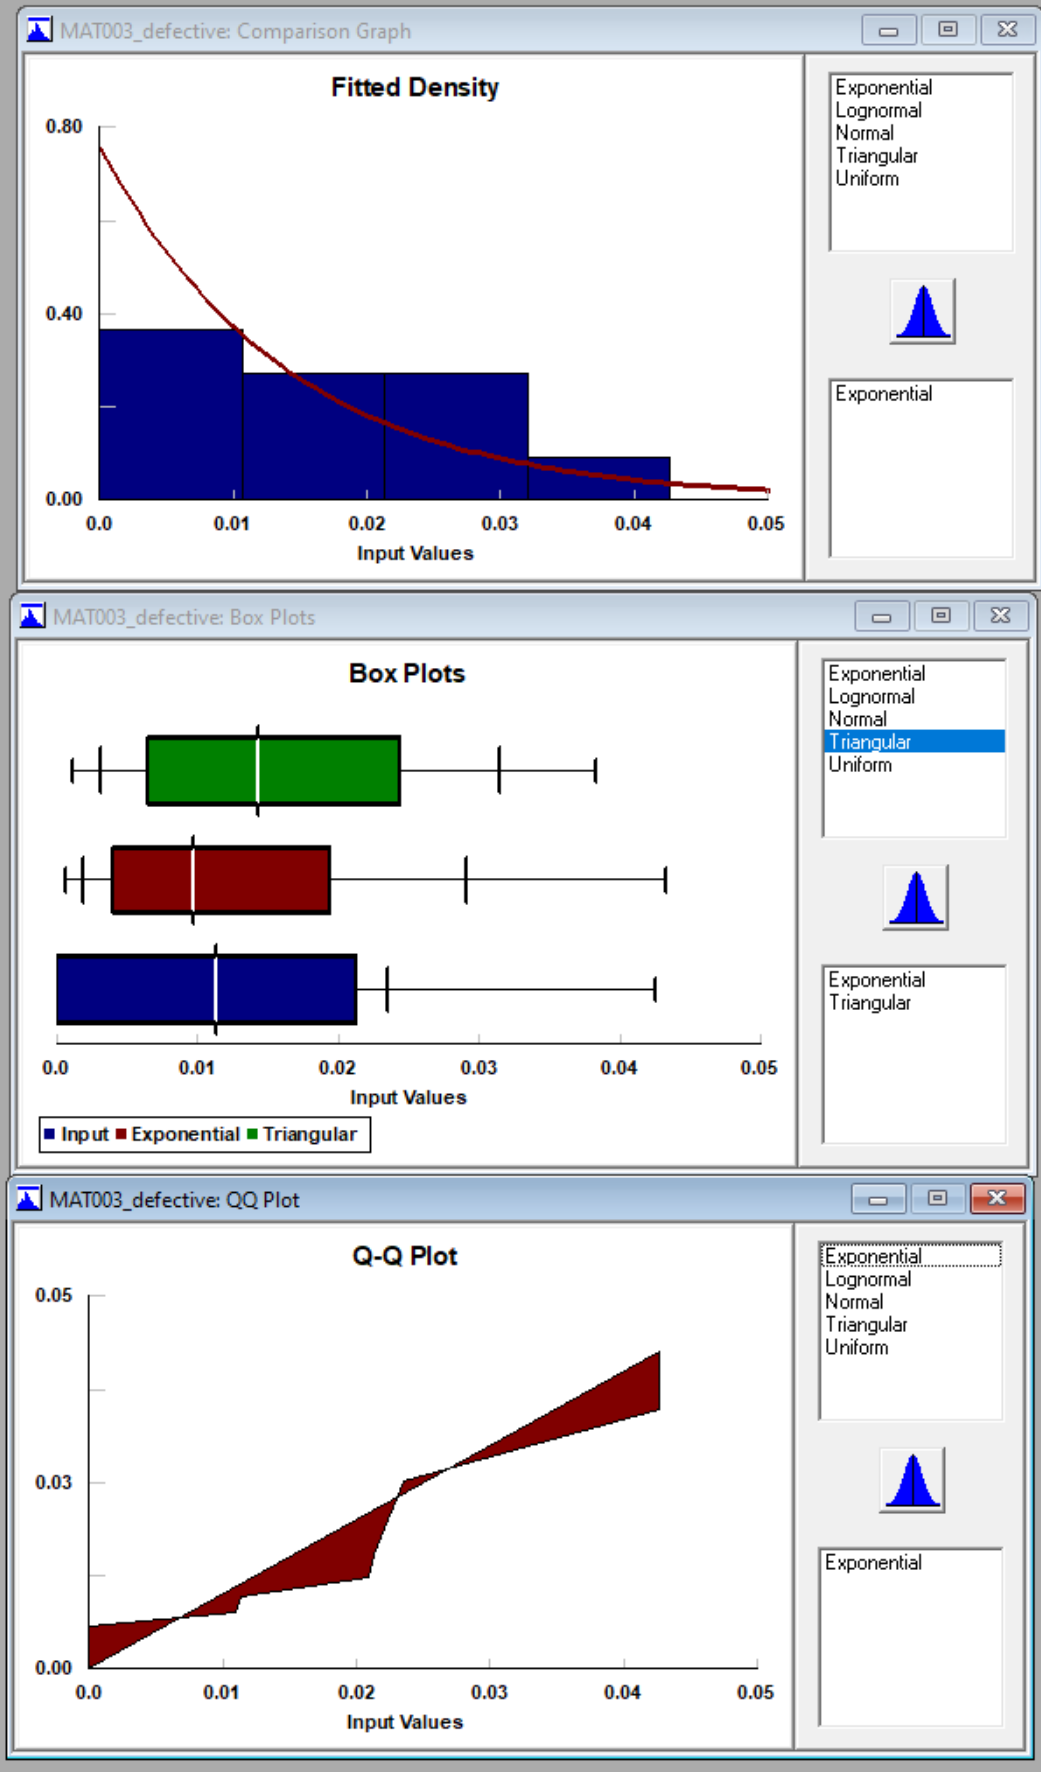 MAT003_defective: Comparison Graph
Fitted Density
0.80
0.40
0.00
0.0 0.01 0.02 0.03 0.04 0.05
Input Values
Exponential
Lognormal
Normal
Triangular
Uniform
Exponential
MAT003_defective: Box Plots
Box Plots
0.0 0.01 0.02 0.03 0.04 0.05
Input Values
Input Exponential Triangular
Exponential
Lognormal
Normal
Triangular
Uniform
Exponential
Triangular
MAT003_defective: QQ Plot
Q-Q Plot
0.05
0.03
0.00
0.0 0.01 0.02 0.03 0.04 0.05
Input Values
Exponential
Lognormal
Normal
Triangular
Uniform
Exponential